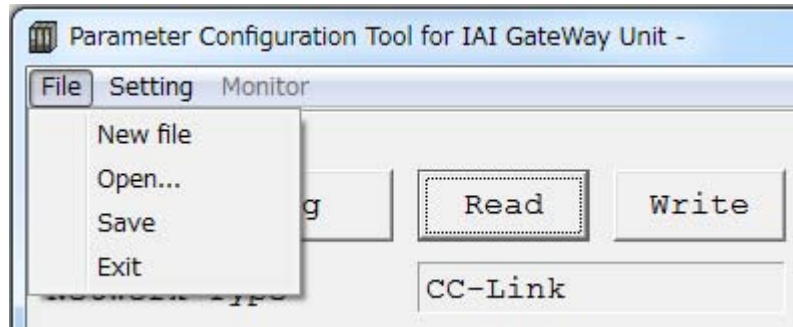 Parameter Configuration Tool for IAI GateWay Unit -
File Setting Monitor
New file
Open...
g Read Write
Save
Exit
CC-Link